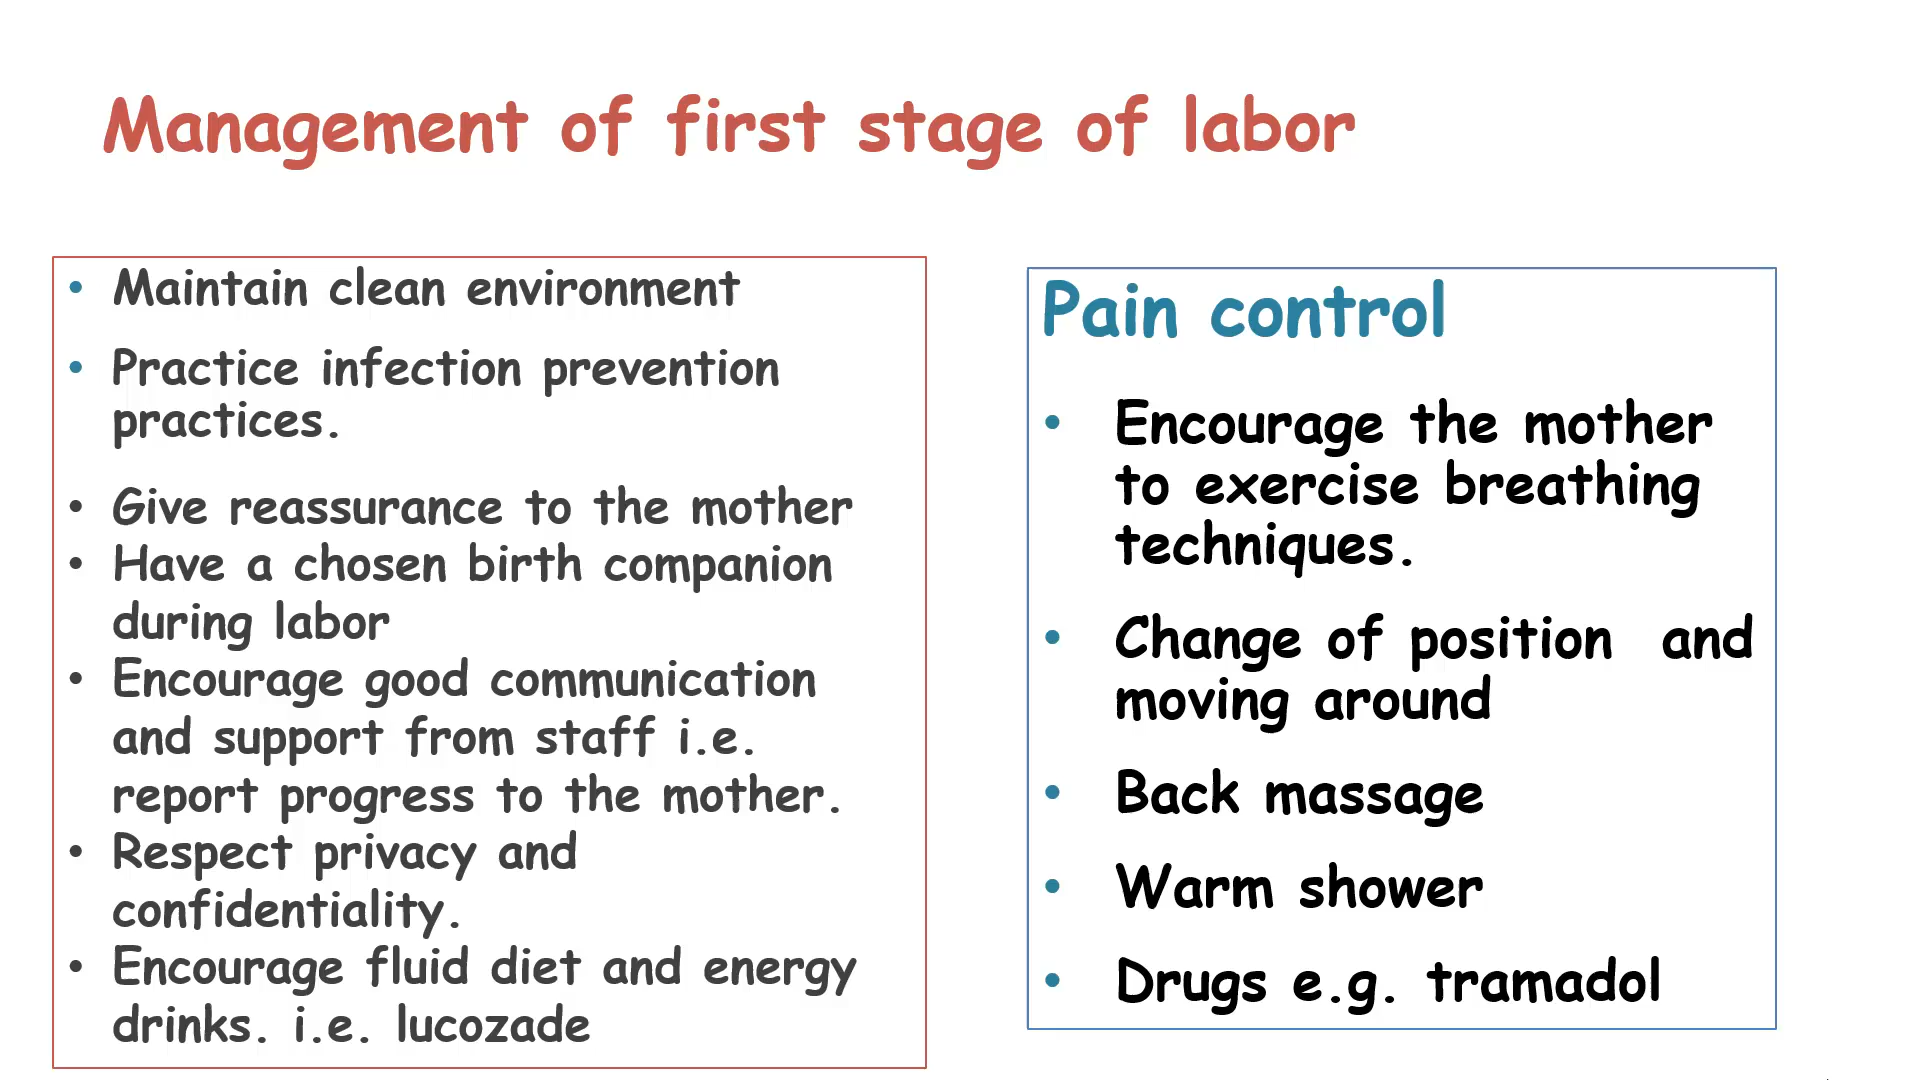 Management of first stage of labor
• Maintain clean environment
• Practice infection prevention
practices.
• Give reassurance to the mother
• Have a chosen birth companion
during labor
• Encourage good communication
and support from staff i.e.
report progress to the mother.
• Respect privacy and
confidentiality.
• Encourage fluid diet and energy
drinks. i.e. lucozade
Pain control
• Encourage the mother
to exercise breathing
techniques.
• Change of position and
moving around
• Back massage
• Warm shower
• Drugs e.g. tramadol